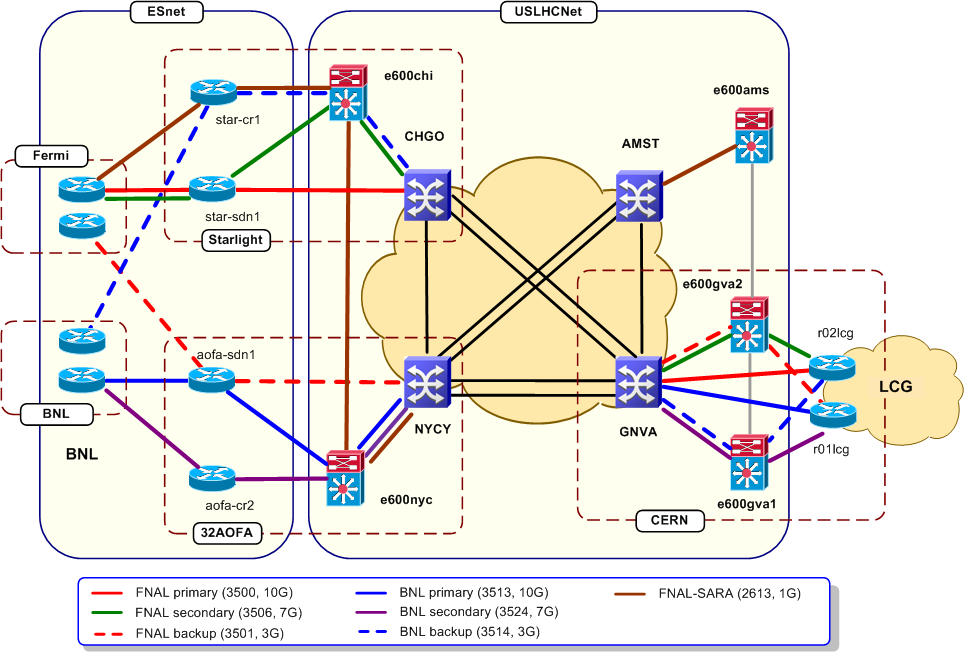 ESnet
USLHCNet
e600chi
e600ams
star-cr1
CHGO
AMST
Fermi
star-sdn1
Starlight
e600gva2
aofa-sdn1
r02lcg
LCG
BNL
NYCY
GNVA
r01lcg
BNL
aofa-cr2
e600nyc
e600gva1
32AOFA
CERN
FNAL primary (3500, 10G)
BNL primary (3513, 10G)
FNAL-SARA (2613, 1G)
FNAL secondary (3506, 7G)
BNL secondary (3524, 7G)
FNAL backup (3501, 3G)
BNL backup (3514, 3G)